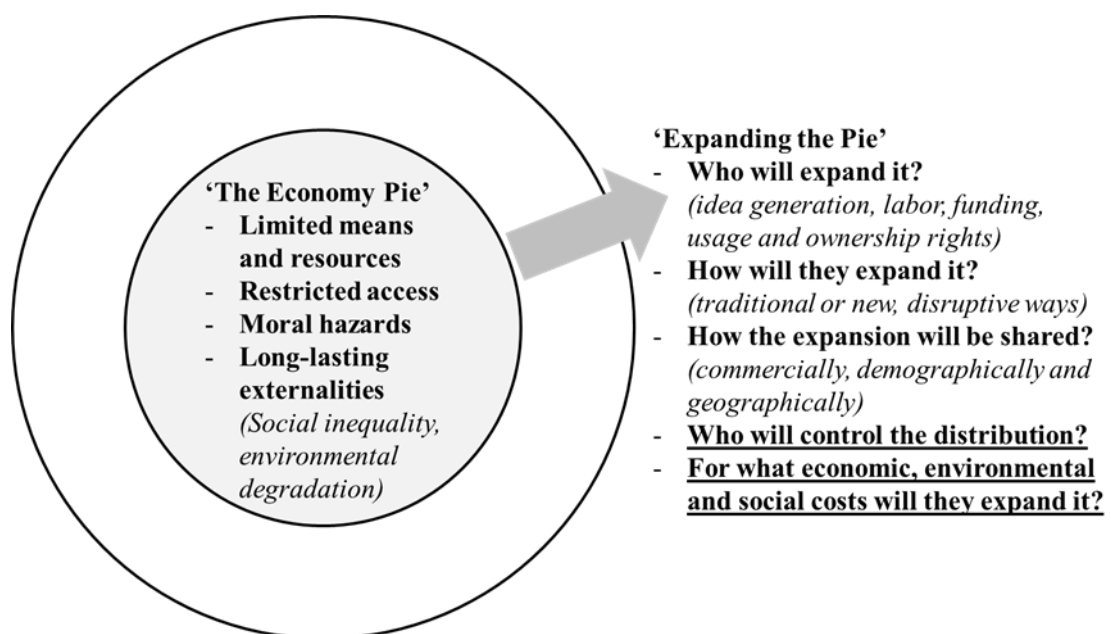 ‘The Economy Pie’
- Limited means
and resources
- Restricted access
- Moral hazards
- Long-lasting
externalities
(Social inequality,
environmental
degradation)
‘Expanding the Pie’
- Who will expand it?
(idea generation, labor, funding,
usage and ownership rights)
- How will they expand it?
(traditional or new, disruptive ways)
- How the expansion will be shared?
(commercially, demographically and
geographically)
- Who will control the distribution?
- For what economic, environmental
and social costs will they expand it?